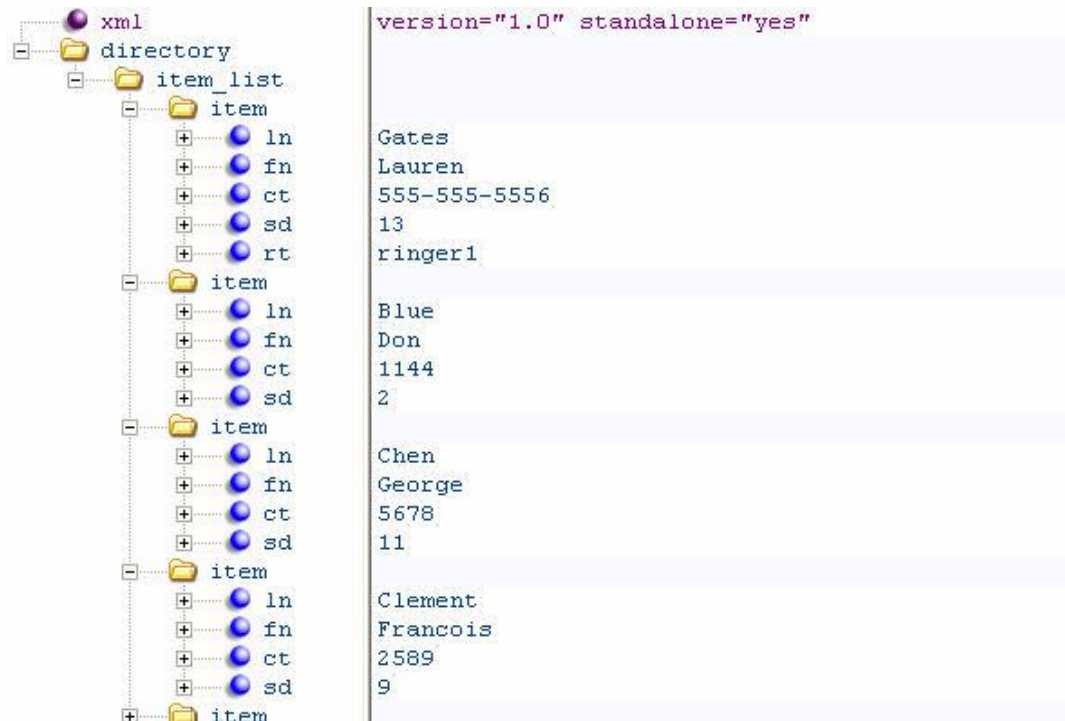 xml version="1.0" standalone="yes"
directory
item_list
item
ln Gates
fn Lauren
ct 555-555-5556
sd 13
rt ringer1
item
ln Blue
fn Don
ct 1144
sd 2
item
ln Chen
fn George
ct 5678
sd 11
item
ln Clement
fn Francois
ct 2589
sd 9
item